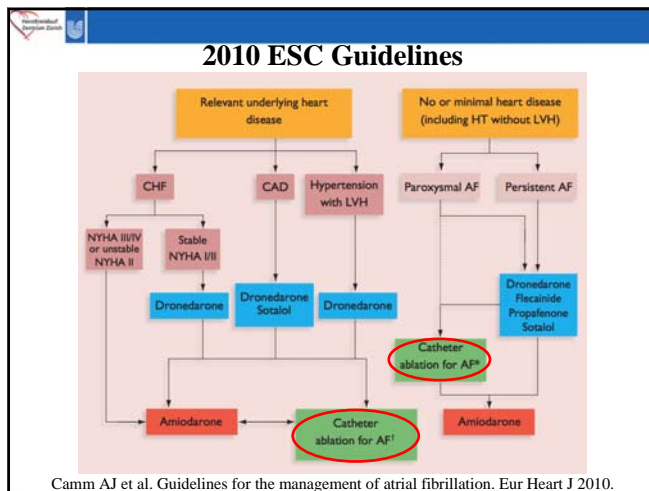 HerzKreislauf
Zentrum Zürich
2010 ESC Guidelines
Relevant underlying heart
disease
No or minimal heart disease
(including HT without LVH)
CHF
CAD
Hypertension
with LVH
Paroxysmal AF
Persistent AF
NYHA III/IV
or unstable
NYHA II
Stable
NYHA I/II
Dronedarone
Dronedarone
Sotalol
Dronedarone
Dronedarone
Flecainide
Propafenone
Sotalol
Catheter
ablation for AF*
Amiodarone
Catheter
ablation for AF†
Amiodarone
Camm AJ et al. Guidelines for the management of atrial fibrillation. Eur Heart J 2010.